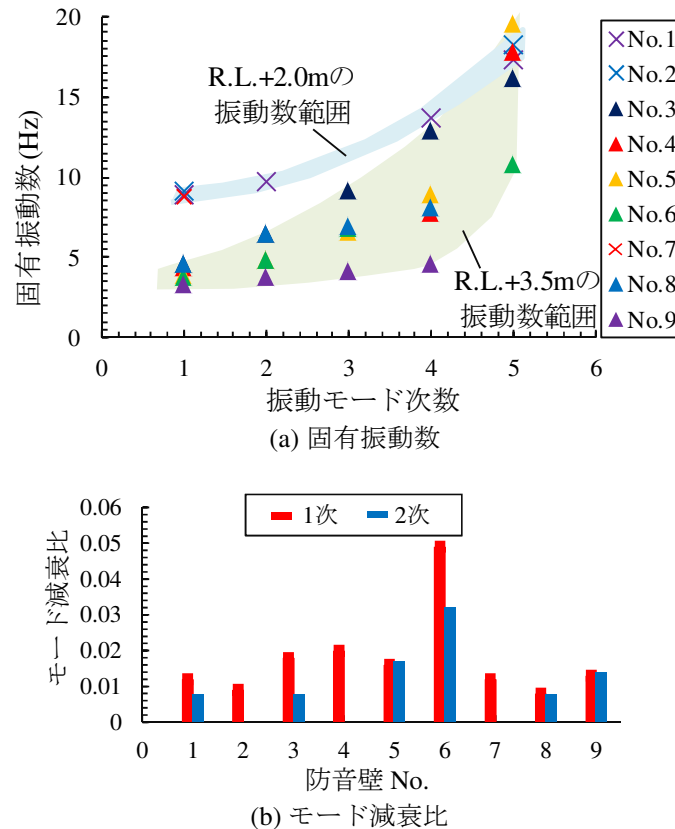 20
15
10
5
0
固有振動数(Hz)
R.L.+2.0mの
振動数範囲
R.L.+3.5mの
振動数範囲
0 1 2 3 4 5 6
振動モード次数
No.1
No.2
No.3
No.4
No.5
No.6
No.7
No.8
No.9
(a) 固有振動数
0.06
0.05
0.04
0.03
0.02
0.01
0
モード減衰比
1次 2次
0 1 2 3 4 5 6 7 8 9
防音壁 No.
(b) モード減衰比